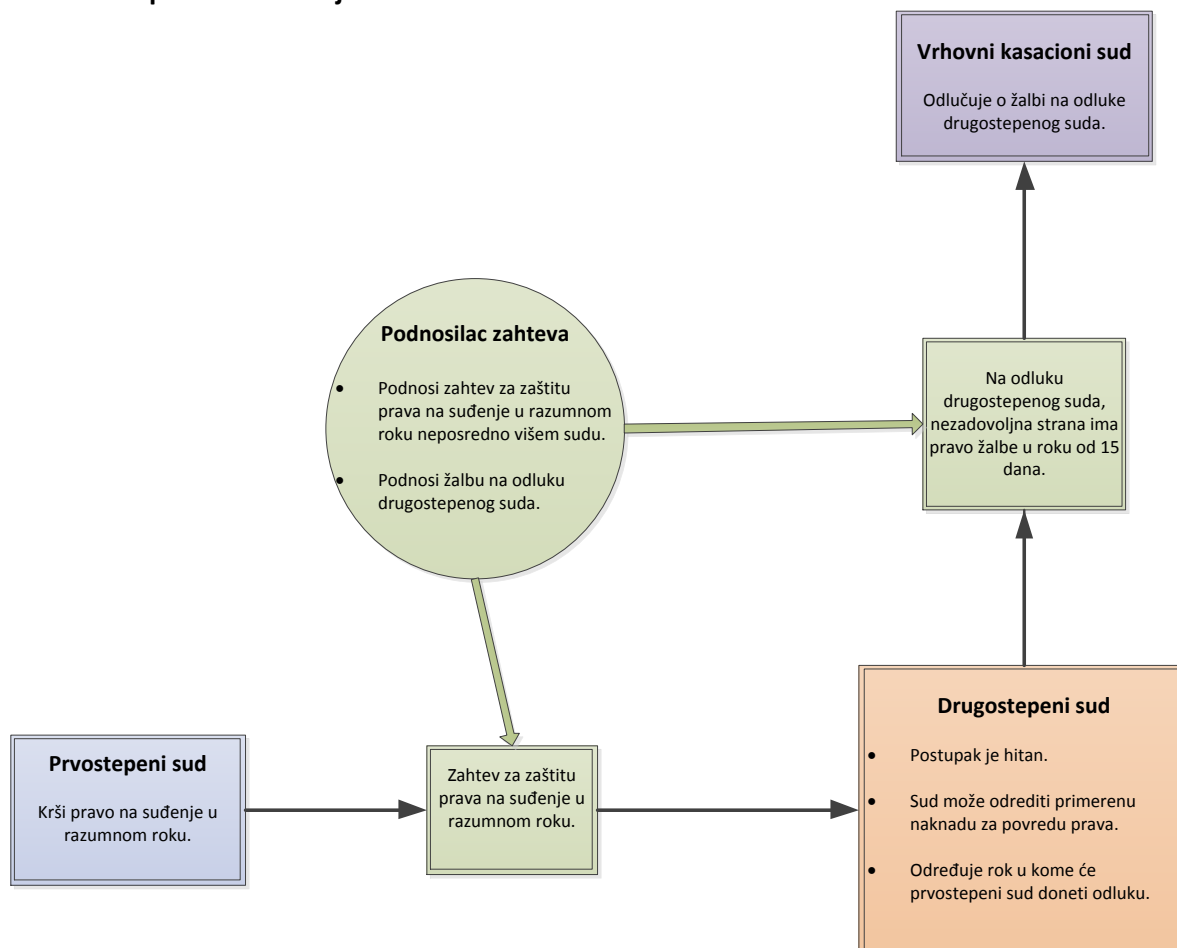 Vrhovni kasacioni sud
Odlučuje o žalbi na odluke
drugostepenog suda.
Podnosilac zahteva
• Podnosi zahtev za zaštitu
prava na suđenje u razumnom
roku neposredno višem sudu.
• Podnosi žalbu na odluku
drugostepenog suda.
Na odluku
drugostepenog suda,
nezadovoljna strana ima
pravo žalbe u roku od 15
dana.
Prvostepeni sud
Krši pravo na suđenje u
razumnom roku.
Zahtev za zaštitu
prava na suđenje u
razumnom roku.
Drugostepeni sud
• Postupak je hitan.
• Sud može odrediti primerenu
naknadu za povredu prava.
• Određuje rok u kome će
prvostepeni sud doneti odluku.